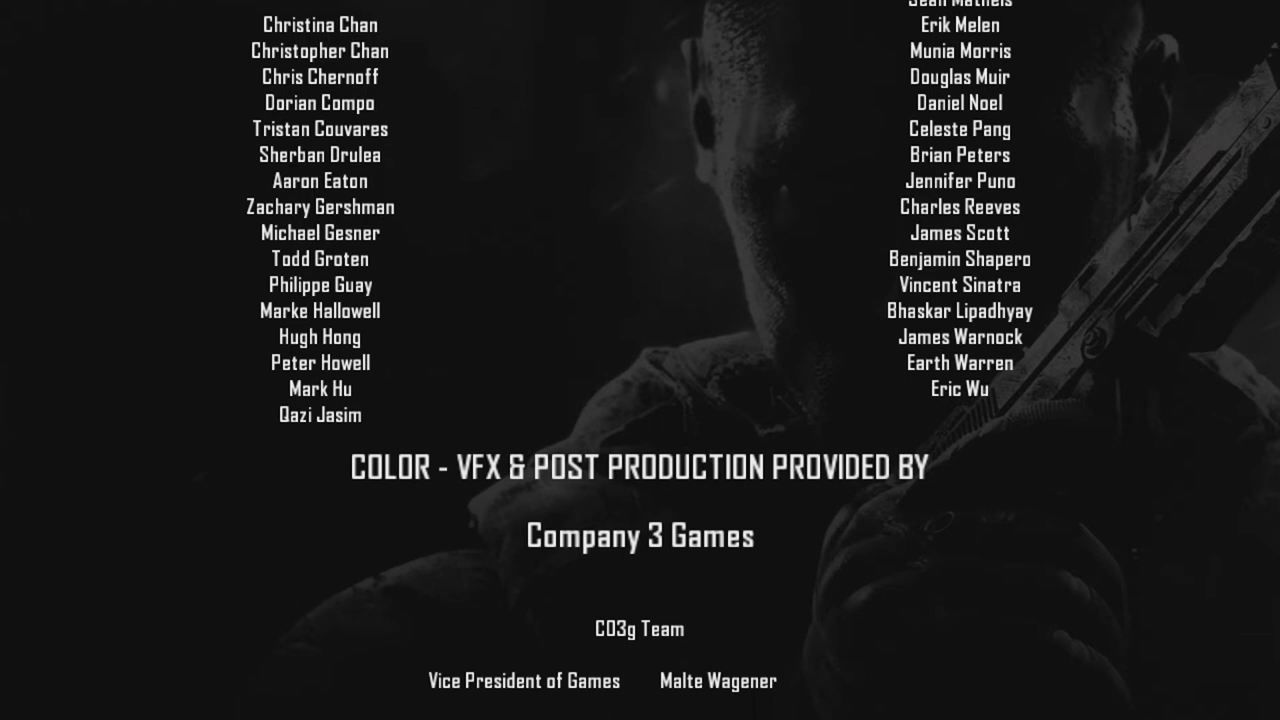 Christina Chan
Christopher Chan
Chris Chernoff
Dorian Compo
Tristan Couvares
Sherban Drulea
Aaron Eaton
Zachary Gershman
Michael Gesner
Todd Groten
Philippe Guay
Marke Hallowell
Hugh Hong
Peter Howell
Mark Hu
Qazi Jasim
Sean Matheis
Erik Melen
Munia Morris
Douglas Muir
Daniel Noel
Celeste Pang
Brian Peters
Jennifer Puno
Charles Reeves
James Scott
Benjamin Shapero
Vincent Sinatra
Bhaskar Lipadhyay
James Warnock
Earth Warren
Eric Wu
COLOR - VFX & POST PRODUCTION PROVIDED BY
Company 3 Games
CO3g Team
Vice President of Games Malte Wagener